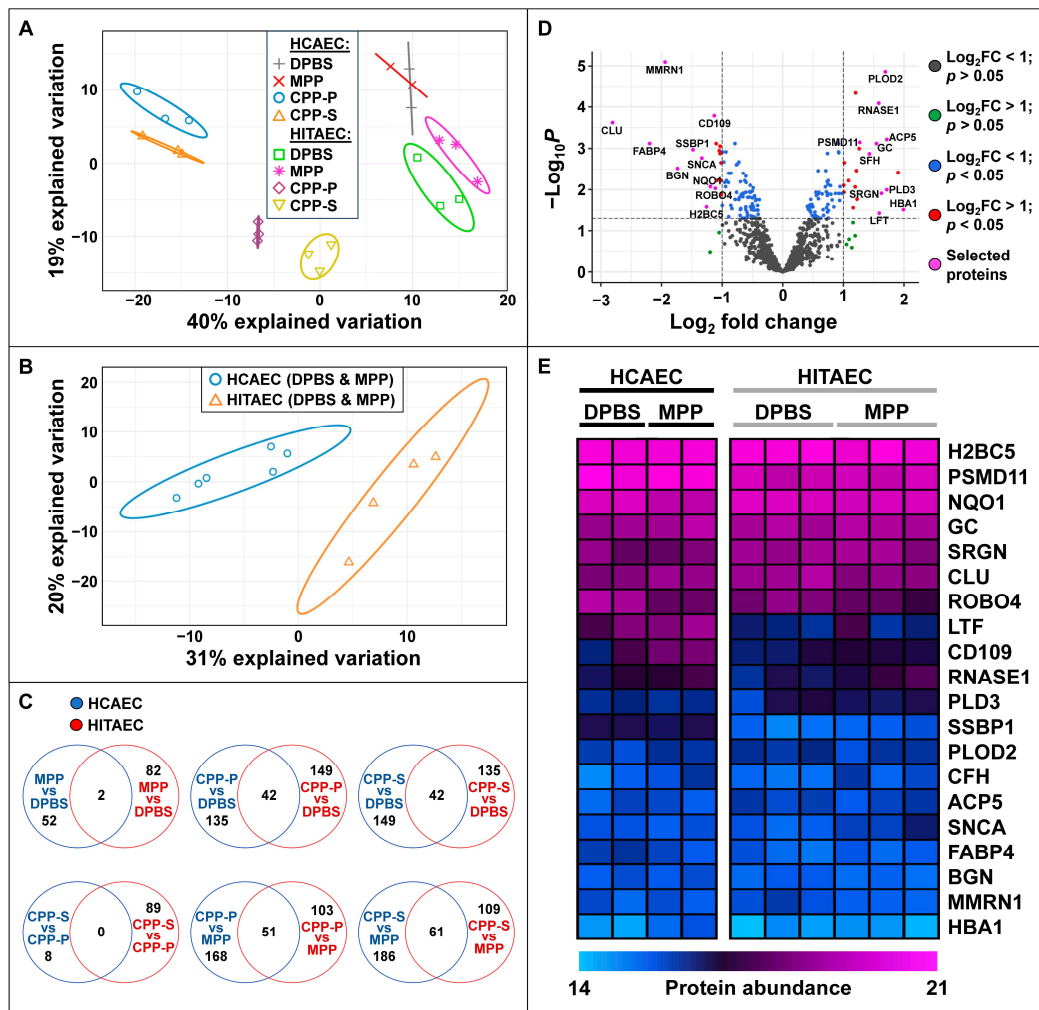 A
19% explained variation
10
0
−10
−20
−10
0
10
20
40% explained variation
HCAEC:
DPBS
MPP
CPP-P
CPP-S
HITAEC:
DPBS
MPP
CPP-P
CPP-S
B
20% explained variation
20
10
0
−10
−20
−10
0
10
31% explained variation
HCAEC (DPBS & MPP)
HITAEC (DPBS & MPP)
C
HCAEC
HITAEC
MPP
vs
DPBS
52
2
82
MPP
vs
DPBS
CPP-P
vs
DPBS
135
42
149
CPP-P
vs
DPBS
CPP-S
vs
DPBS
149
42
135
CPP-S
vs
DPBS
CPP-S
vs
CPP-P
8
0
89
CPP-S
vs
CPP-P
CPP-P
vs
MPP
168
51
103
CPP-P
vs
MPP
CPP-S
vs
MPP
186
61
109
CPP-S
vs
MPP
D
−Log10P
5
4
3
2
1
0
−3
−2
−1
0
1
2
Log2 fold change
MMRN1
CLU
CD109
FABP4
SSBP1
SNCA
BGN
NQO1
ROBO4
H2BC5
PLOD2
RNASE1
PSMD11
ACP5
GC
SFH
SRGN
PLD3
HBA1
LFT
Log2FC < 1;
p > 0.05
Log2FC > 1;
p > 0.05
Log2FC < 1;
p < 0.05
Log2FC > 1;
p < 0.05
Selected
proteins
E
HCAEC
HITAEC
DPBS
MPP
DPBS
MPP
H2BC5
PSMD11
NQO1
GC
SRGN
CLU
ROBO4
LTF
CD109
RNASE1
PLD3
SSBP1
PLOD2
CFH
ACP5
SNCA
FABP4
BGN
MMRN1
HBA1
14
Protein abundance
21